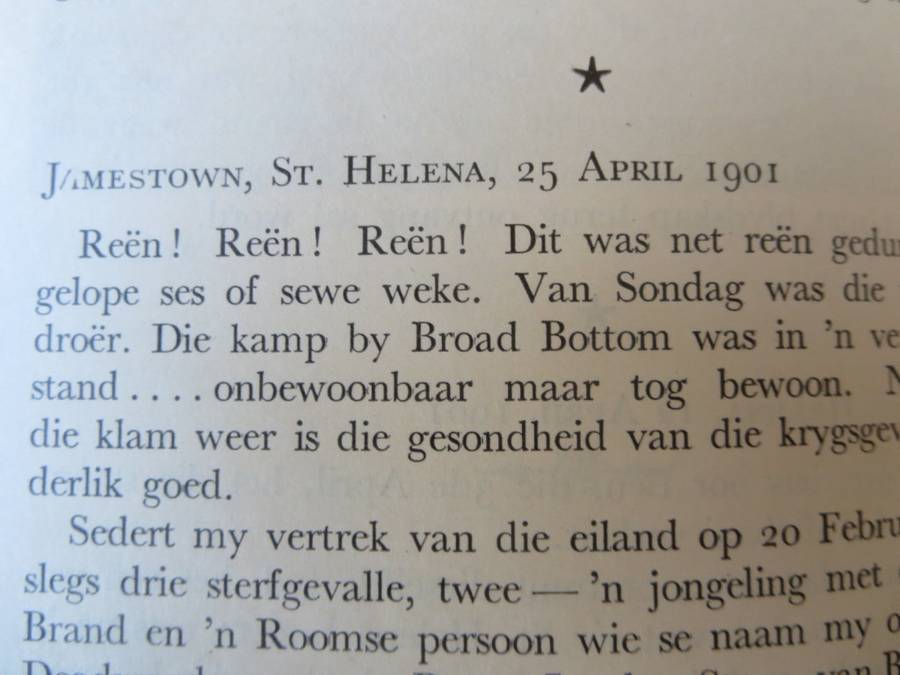 JAMESTOWN, ST. HELENA, 25 APRIL 1901
Reën! Reën! Reën! Dit was net reën
gelope ses of sewe weke. Van Sondag was die
droër. Die kamp by Broad Bottom was in 'n
stand .... onbewoonbaar maar tog bewoon.
die klam weer is die gesondheid van die
derlik goed.
Sedert my vertrek van die eiland op 20
slegs drie sterfgevalle, twee — 'n jongeling met
Brand en 'n Roomse persoon wie se naam my